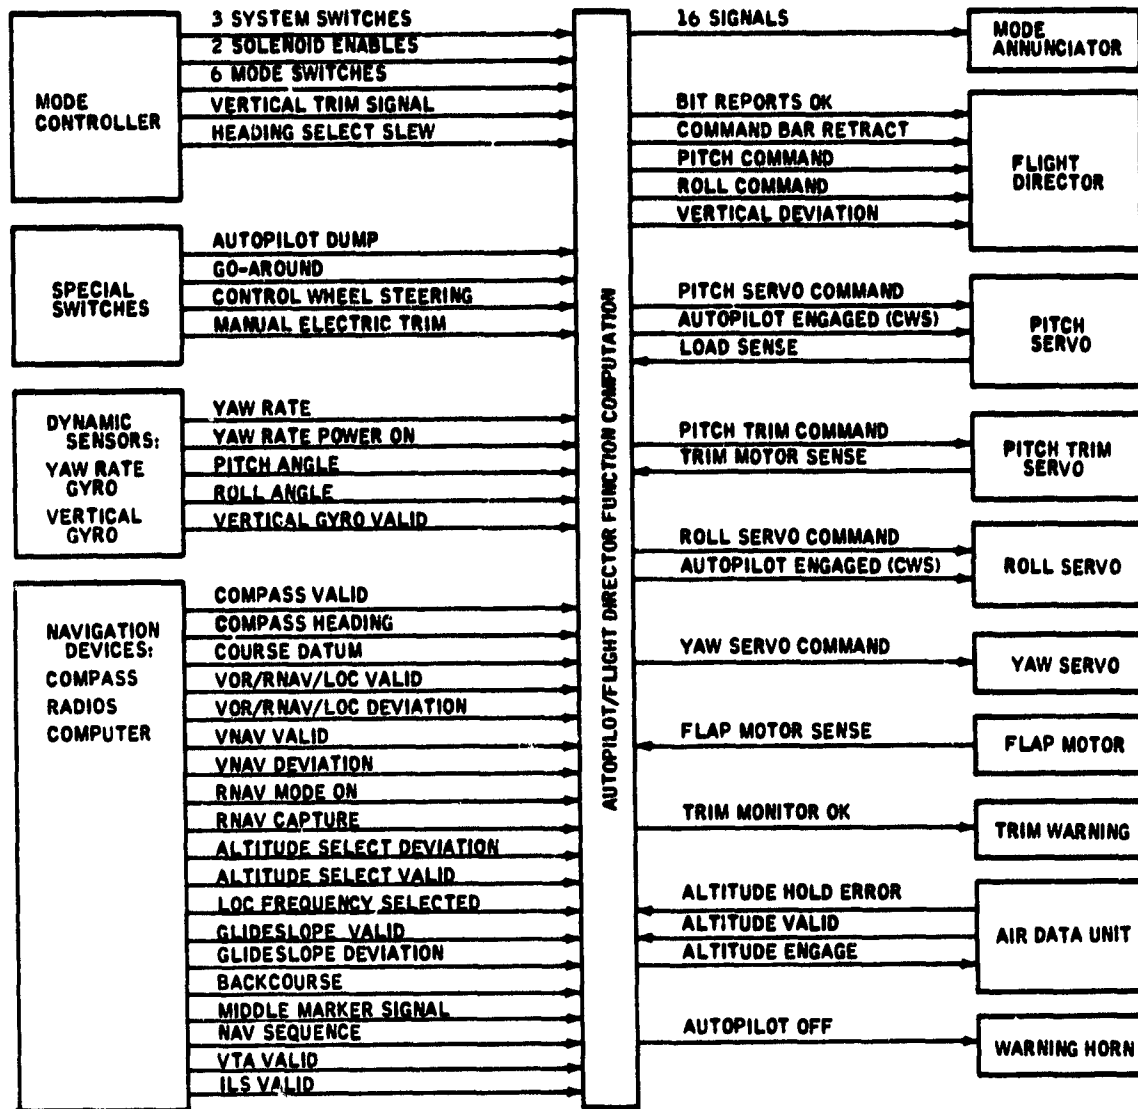 3 SYSTEM SWITCHES
2 SOLENOID ENABLES
6 MODE SWITCHES
VERTICAL TRIM SIGNAL
HEADING SELECT SLEW
MODE
CONTROLLER
AUTOPILOT DUMP
GO-AROUND
CONTROL WHEEL STEERING
MANUAL ELECTRIC TRIM
SPECIAL
SWITCHES
YAW RATE
YAW RATE POWER ON
PITCH ANGLE
ROLL ANGLE
VERTICAL GYRO VALID
DYNAMIC
SENSORS:
YAW RATE
GYRO
VERTICAL
GYRO
COMPASS VALID
COMPASS HEADING
COURSE DATUM
VOR/RNAV/LOC VALID
VOR/RNAV/LOC DEVIATION
VNAV VALID
VNAV DEVIATION
RNAV MODE ON
RNAV CAPTURE
ALTITUDE SELECT DEVIATION
ALTITUDE SELECT VALID
LOC FREQUENCY SELECTED
GLIDESLOPE VALID
GLIDESLOPE DEVIATION
BACKCOURSE
MIDDLE MARKER SIGNAL
NAV SEQUENCE
VTA VALID
ILS VALID
NAVIGATION
DEVICES:
COMPASS
RADIOS
COMPUTER
AUTOPILOT/FLIGHT DIRECTOR FUNCTION COMPUTATION
16 SIGNALS
MODE
ANNUNCIATOR
BIT REPORTS OK
COMMAND BAR RETRACT
PITCH COMMAND
ROLL COMMAND
VERTICAL DEVIATION
FLIGHT
DIRECTOR
PITCH SERVO COMMAND
AUTOPILOT ENGAGED (CWS)
LOAD SENSE
PITCH
SERVO
PITCH TRIM COMMAND
TRIM MOTOR SENSE
PITCH TRIM
SERVO
ROLL SERVO COMMAND
AUTOPILOT ENGAGED (CWS)
ROLL SERVO
YAW SERVO COMMAND
YAW SERVO
FLAP MOTOR SENSE
FLAP MOTOR
TRIM MONITOR OK
TRIM WARNING
ALTITUDE HOLD ERROR
ALTITUDE VALID
ALTITUDE ENGAGE
AIR DATA UNIT
AUTOPILOT OFF
WARNING HORN